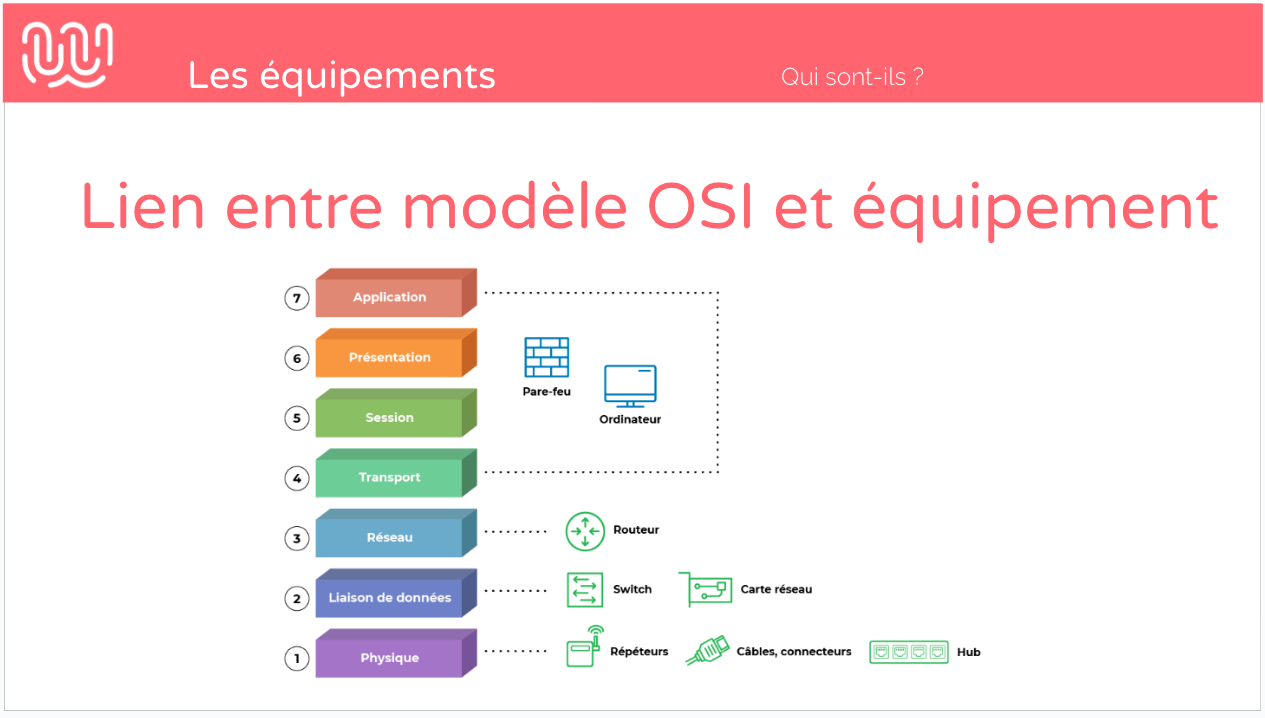 Les équipements
Qui sont-ils ?
Lien entre modèle OSI et équipement
7 Application
6 Présentation
Pare-feu
Ordinateur
5 Session
4 Transport
3 Réseau Routeur
2 Liaison de données Switch Carte réseau
1 Physique Répéteurs Câbles, connecteurs Hub